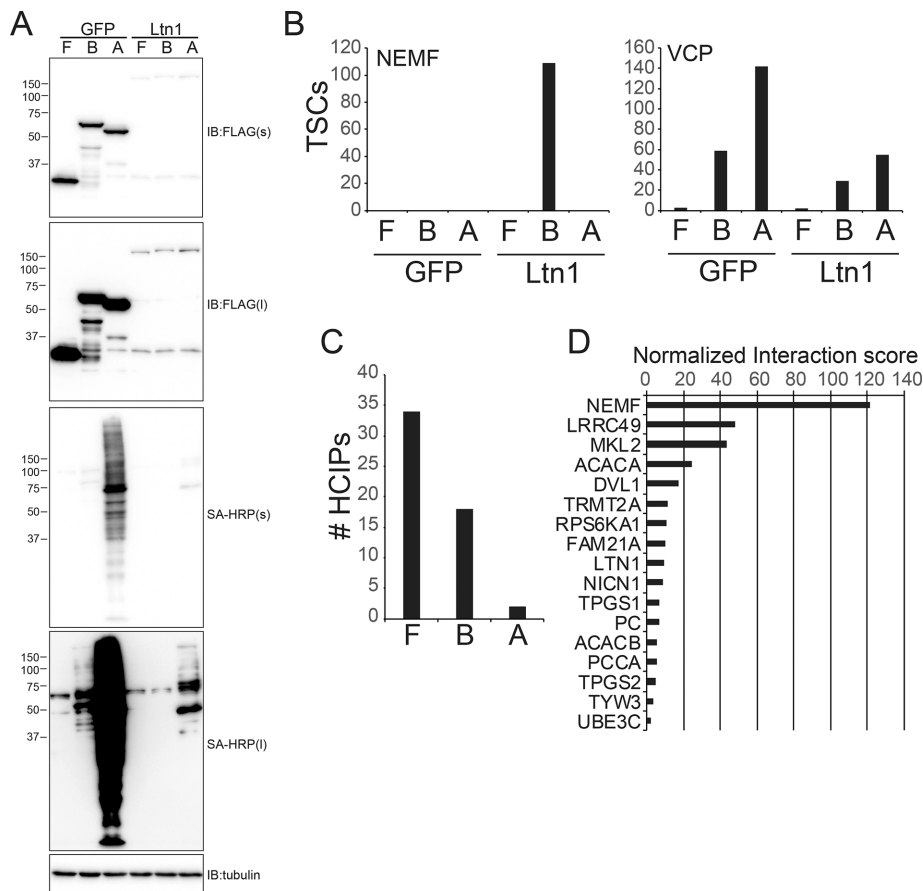 A
GFP Ltn1
F B A F B A
150
100
75
50
37
IB:FLAG(s)
150
100
75
50
37
IB:FLAG(l)
150
100
75
50
37
SA-HRP(s)
150
100
75
50
37
SA-HRP(l)
IB:tubulin
B
NEMF
TSCs
120
100
80
60
40
20
0
F B A F B A
GFP Ltn1
VCP
160
140
120
100
80
60
40
20
0
F B A F B A
GFP Ltn1
C
# HCIPs
40
35
30
25
20
15
10
5
0
F B A
D
Normalized Interaction score
0 20 40 60 80 100 120 140
NEMF
LRRC49
MKL2
ACACA
DVL1
TRMT2A
RPS6KA1
FAM21A
LTN1
NICN1
TPGS1
PC
ACACB
PCCA
TPGS2
TYW3
UBE3C